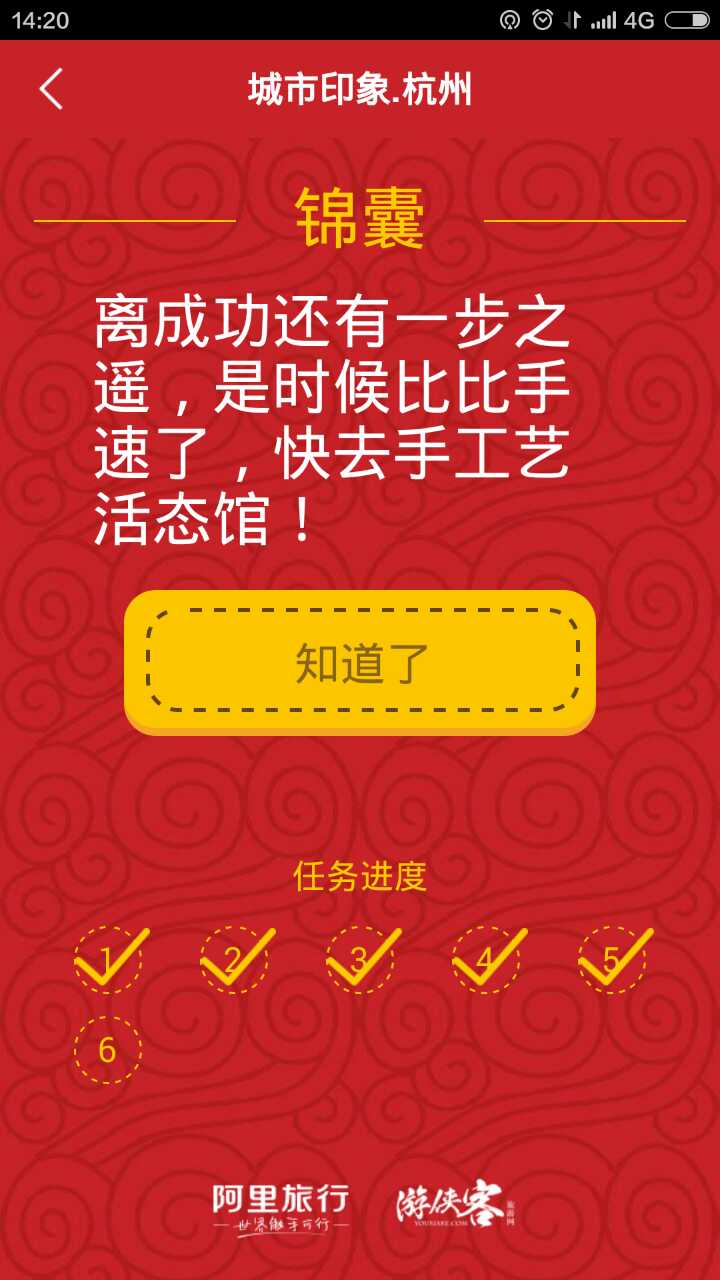 14:20
4G
城市印象.杭州
锦囊
离成功还有一步之
遥，是时候比比手
速了，快去手工艺
活态馆！
知道了
任务进度
1 2 3 4 5
6
阿里旅行 游侠客 旅游网
世界触手可行 YOUXIAKE.COM